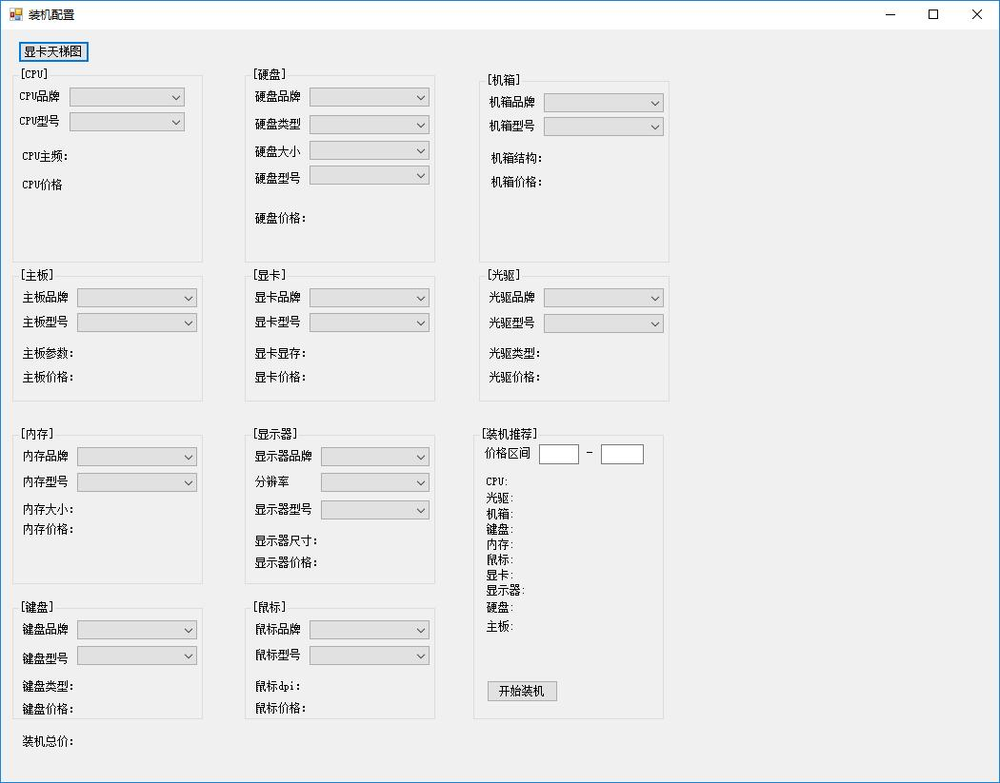 装机配置
显卡天梯图
[CPU]
CPU品牌
CPU型号
CPU主频：
CPU价格
[硬盘]
硬盘品牌
硬盘类型
硬盘大小
硬盘型号
硬盘价格：
[机箱]
机箱品牌
机箱型号
机箱结构：
机箱价格：
[主板]
主板品牌
主板型号
主板参数：
主板价格：
[显卡]
显卡品牌
显卡型号
显卡显存：
显卡价格：
[光驱]
光驱品牌
光驱型号
光驱类型：
光驱价格：
[内存]
内存品牌
内存型号
内存大小：
内存价格：
[显示器]
显示器品牌
分辨率
显示器型号
显示器尺寸：
显示器价格：
[装机推荐]
价格区间 -
CPU:
光驱：
机箱：
键盘：
内存：
鼠标：
显卡：
显示器：
硬盘：
主板：
开始装机
[键盘]
键盘品牌
键盘型号
键盘类型：
键盘价格：
[鼠标]
鼠标品牌
鼠标型号
鼠标dpi：
鼠标价格：
装机总价：